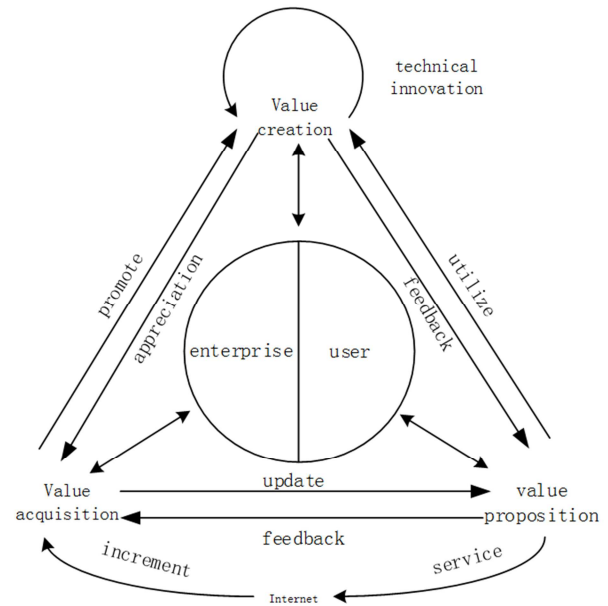 technical
innovation
Value
creation
promote
appreciation
feedback
utilize
enterprise
user
Value
acquisition
update
value
proposition
feedback
increment
service
Internet